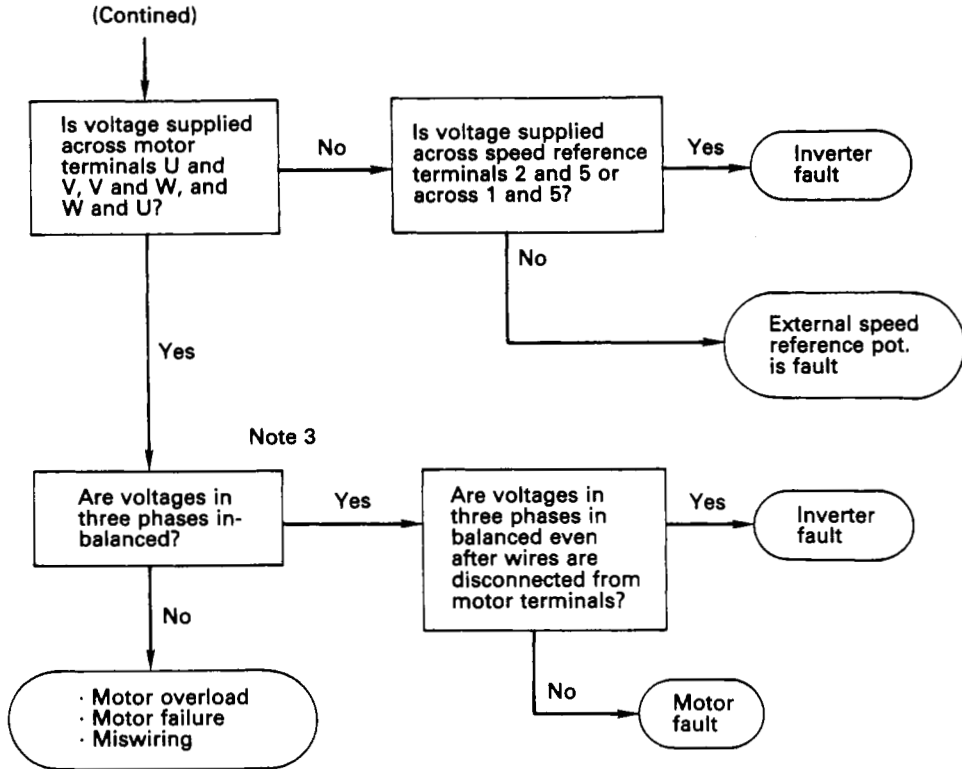 (Contined)
Is voltage supplied
across motor
terminals U and
V, V and W, and
W and U?
No
Is voltage supplied
across speed reference
terminals 2 and 5 or
across 1 and 5?
Yes
Inverter
fault
No
External speed
reference pot.
is fault
Yes
Note 3
Are voltages in
three phases in-
balanced?
Yes
Are voltages in
three phases in
balanced even
after wires are
disconnected from
motor terminals?
Yes
Inverter
fault
No
· Motor overload
· Motor failure
· Miswiring
No
Motor
fault